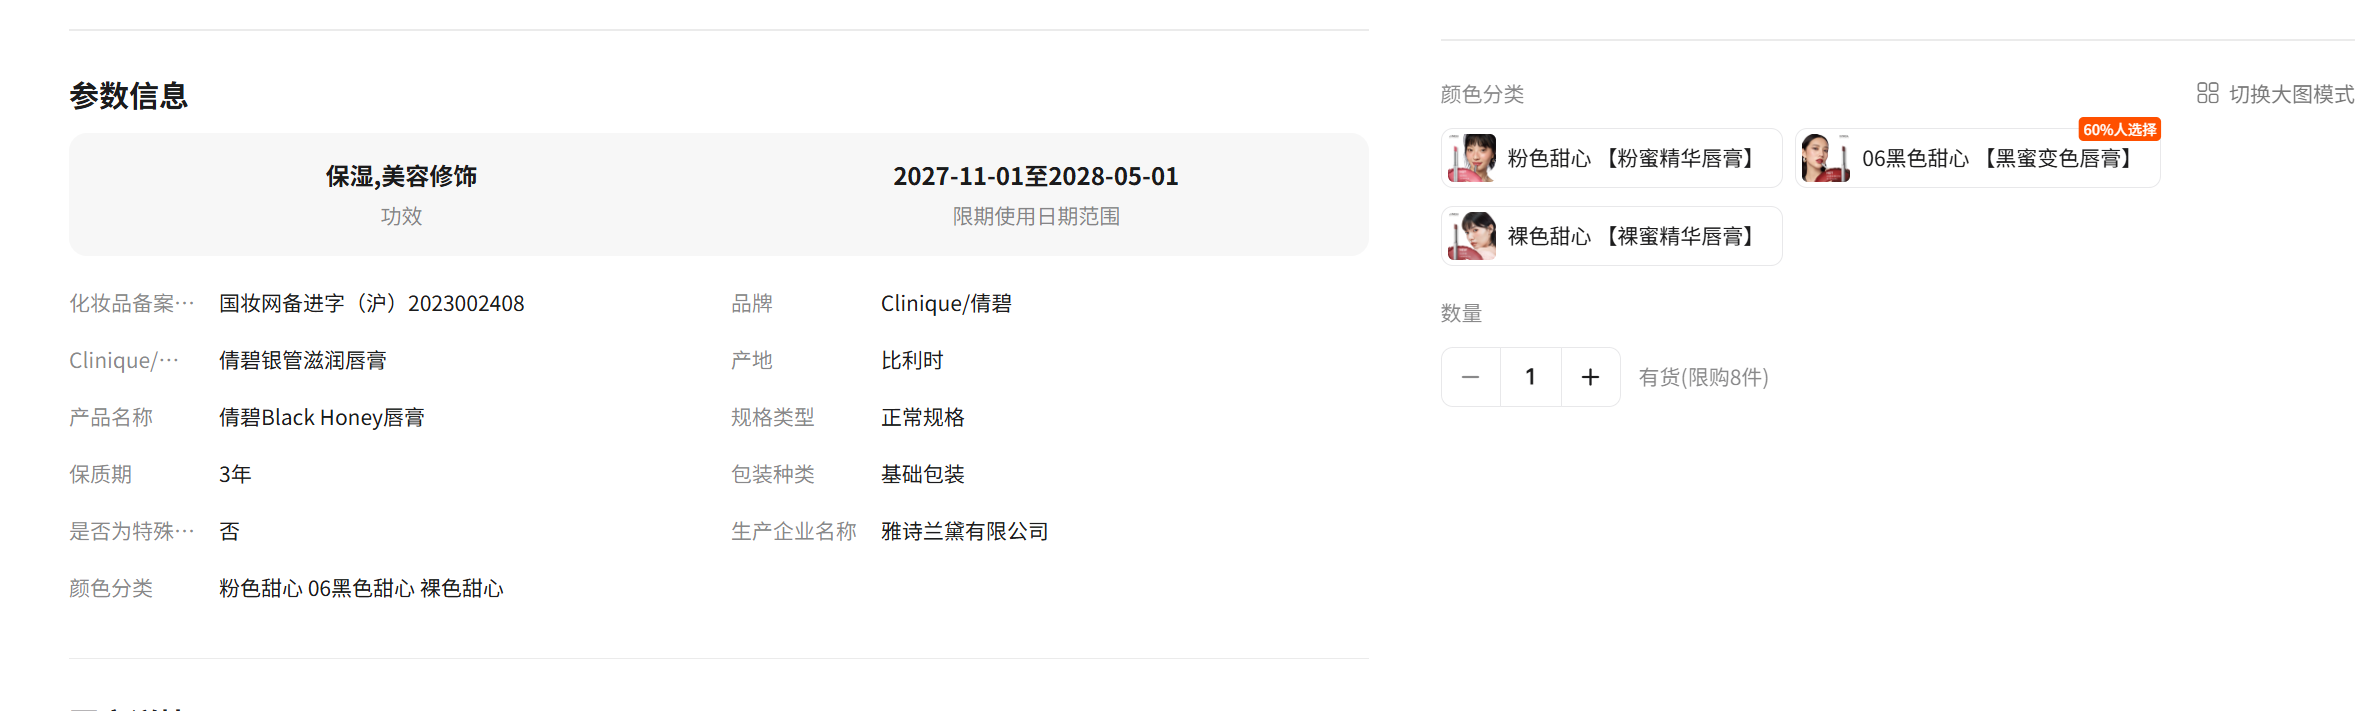 参数信息
保湿,美容修饰
功效
2027-11-01至2028-05-01
限期使用日期范围
化妆品备案… 国妆网备进字（沪）2023002408
品牌 Clinique/倩碧
Clinique/… 倩碧银管滋润唇膏
产地 比利时
产品名称 倩碧Black Honey唇膏
规格类型 正常规格
保质期 3年
包装种类 基础包装
是否为特殊… 否
生产企业名称 雅诗兰黛有限公司
颜色分类 粉色甜心 06黑色甜心 裸色甜心
颜色分类
切换大图模式
粉色甜心 【粉蜜精华唇膏】
60%人选择
06黑色甜心 【黑蜜变色唇膏】
裸色甜心 【裸蜜精华唇膏】
数量
1
有货(限购8件)